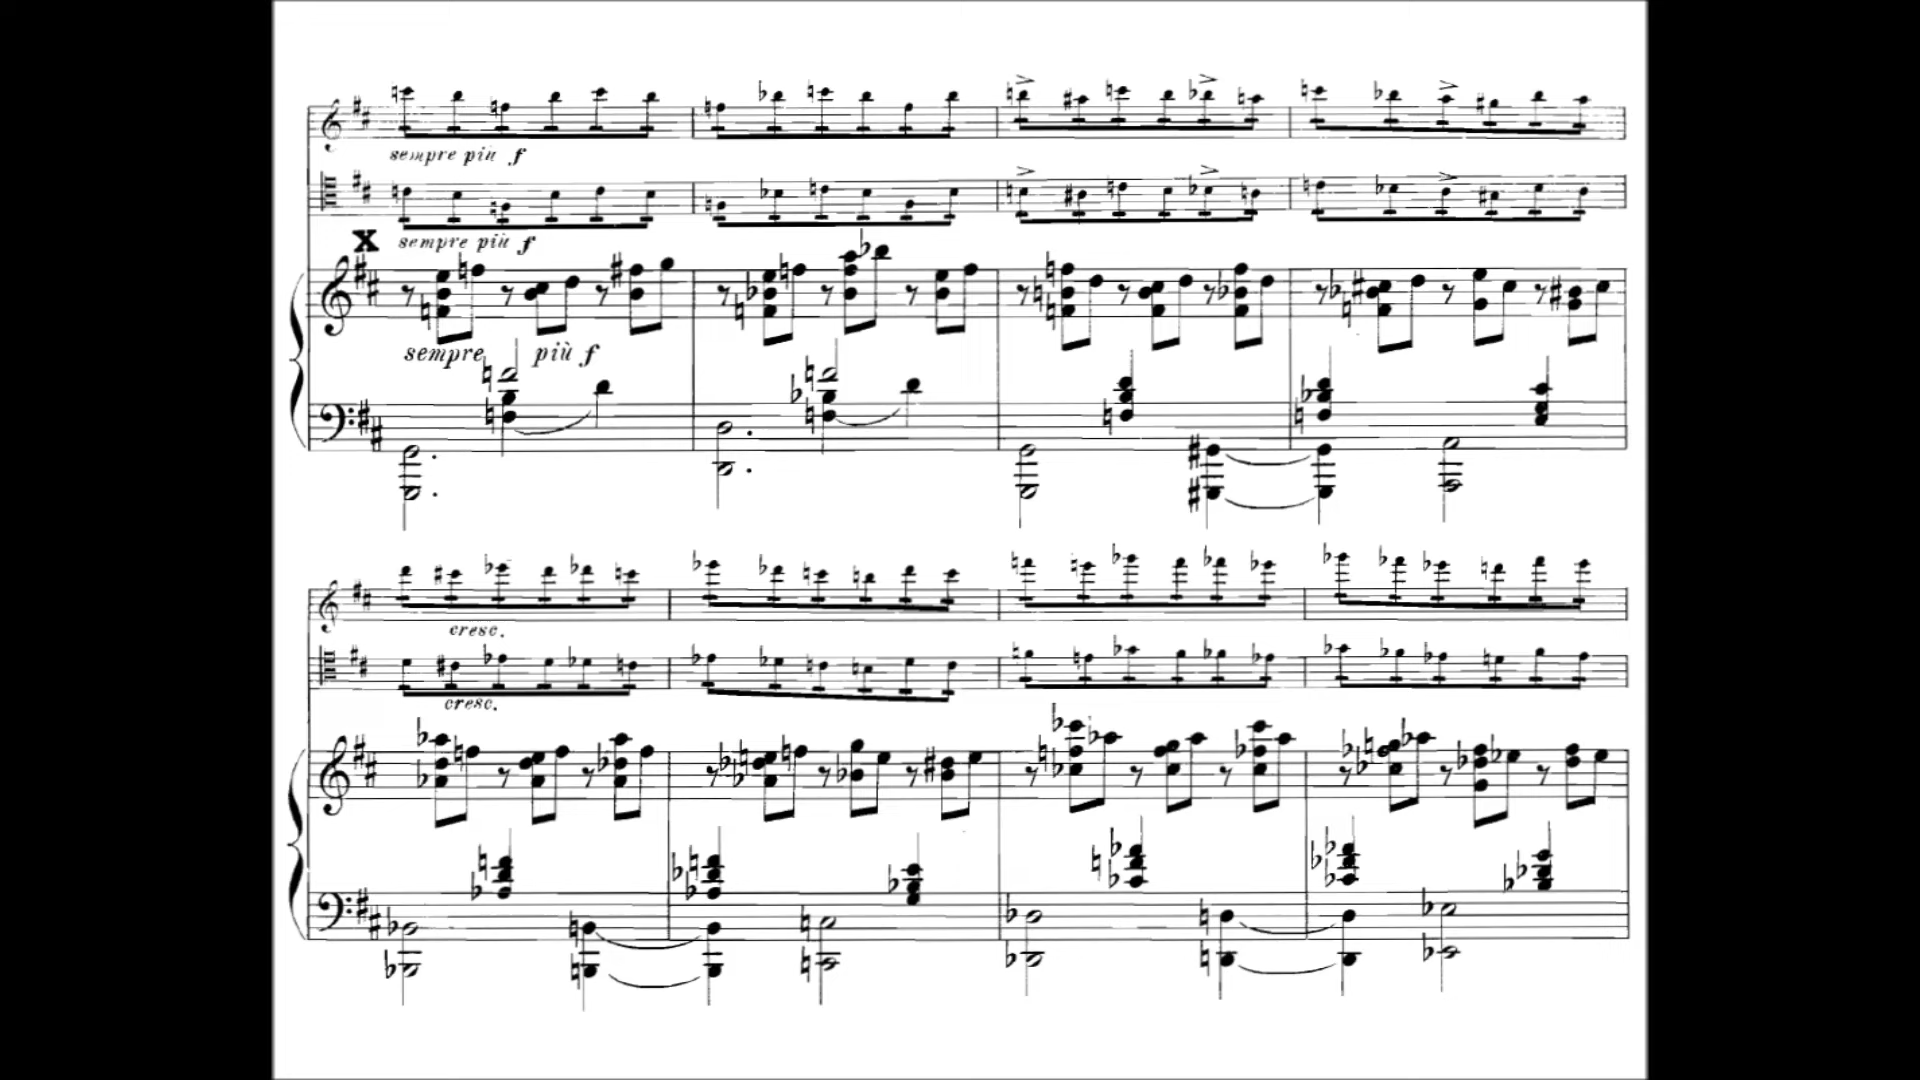 sempre più f
X sempre più f
sempre più f
cresc.
cresc.